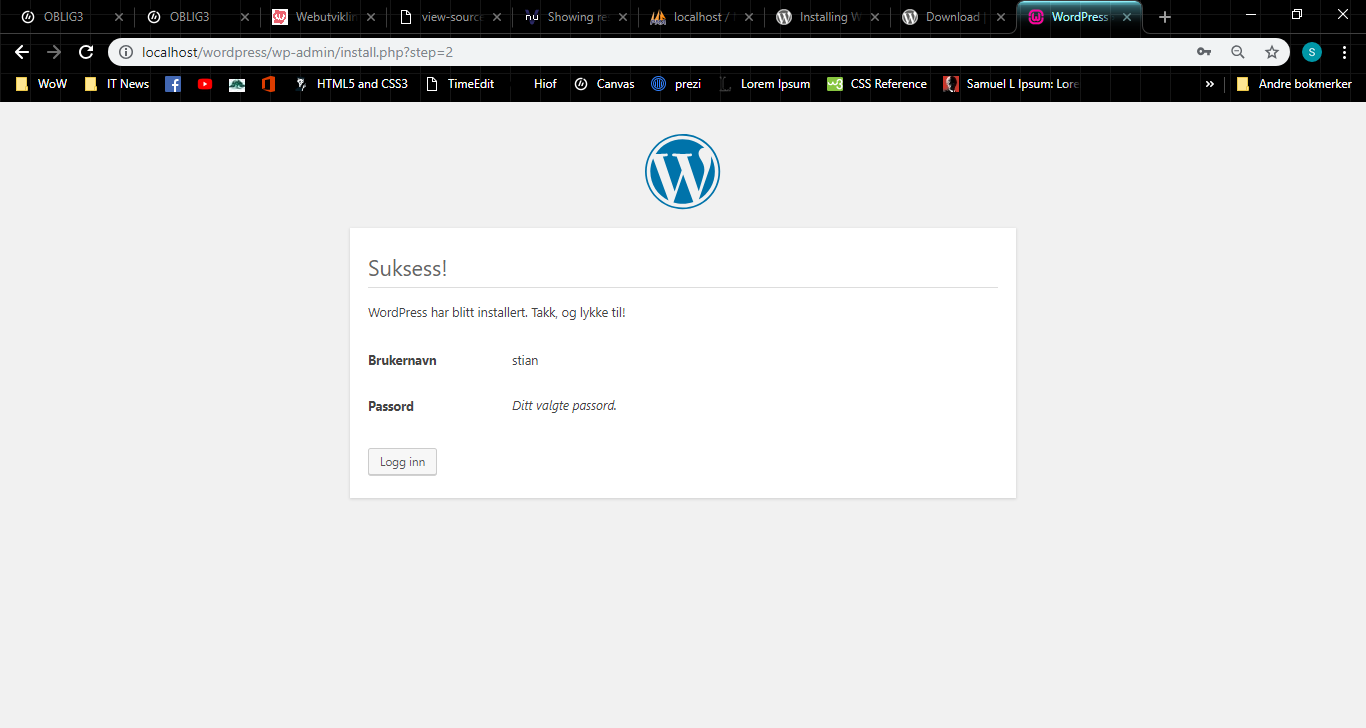 OBLIG3
OBLIG3
Webutviklin
view-source
Showing re
localhost /
Installing W
Download
WordPress
localhost/wordpress/wp-admin/install.php?step=2
S
WoW
IT News
HTML5 and CSS3
TimeEdit
Hiof
Canvas
prezi
Lorem Ipsum
CSS Reference
Samuel L Ipsum: Lore
»
Andre bokmerker
Suksess!
WordPress har blitt installert. Takk, og lykke til!
Brukernavn stian
Passord Ditt valgte passord.
Logg inn